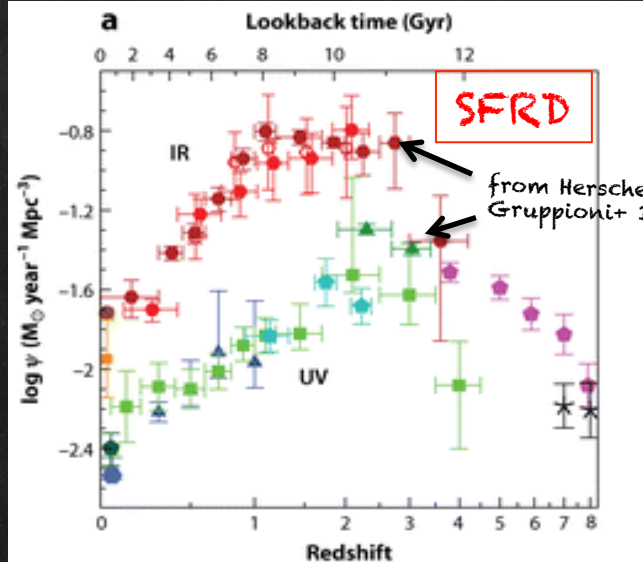 a
Lookback time (Gyr)
0 2 4 6 8 10 12
SFRD
IR
from Hersche
Gruppioni+
UV
log ψ (M⊙ year−1 Mpc−3)
−0.8
−1.2
−1.6
−2
−2.4
0 1 2 3 4 5 6 7 8
Redshift